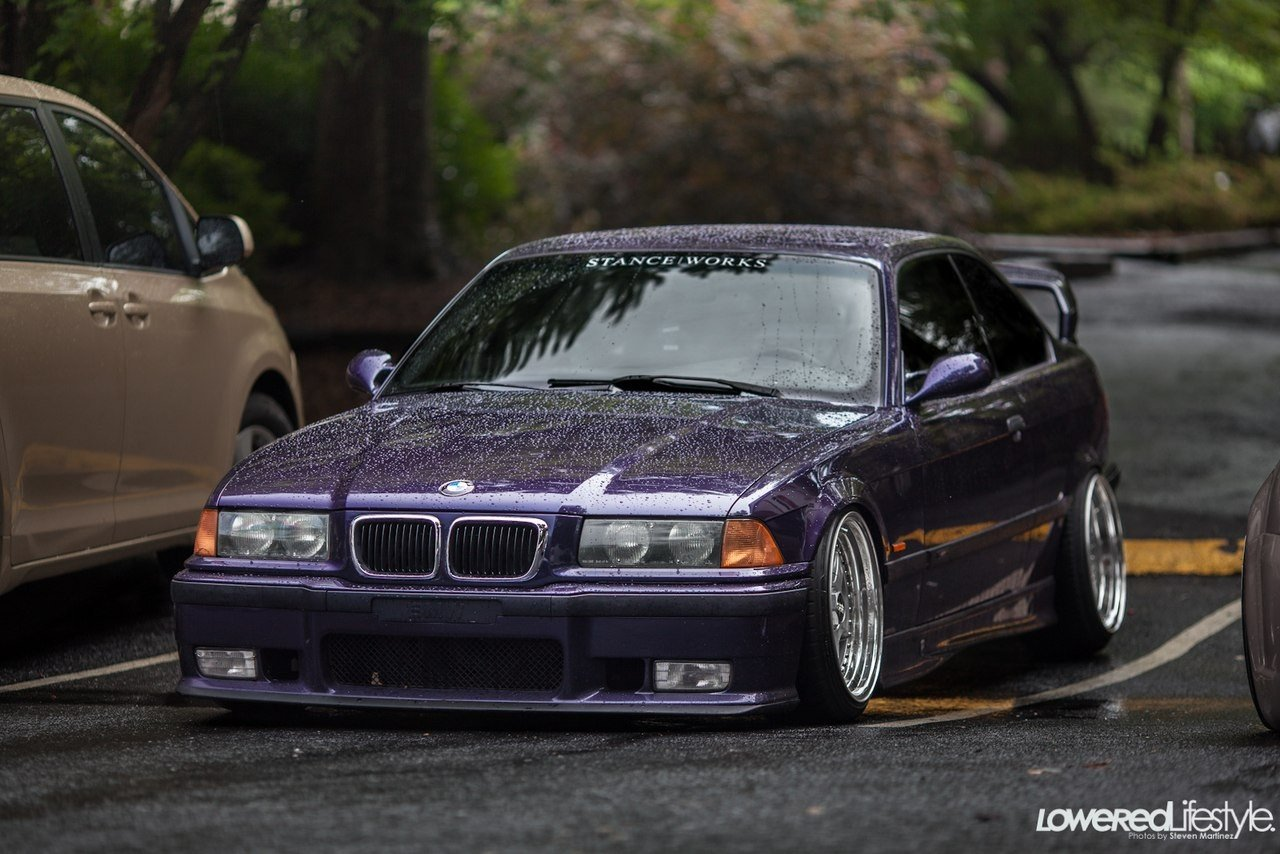 STANCE|WORKS
LOWEREDLifestyle.
Photos by Steven Martinez